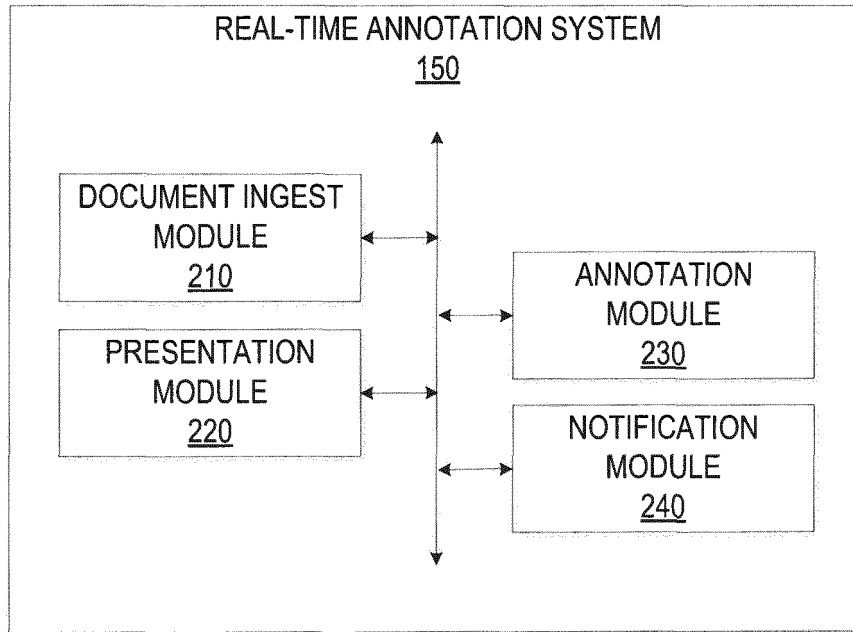 REAL-TIME ANNOTATION SYSTEM
150
DOCUMENT INGEST
MODULE
210
PRESENTATION
MODULE
220
ANNOTATION
MODULE
230
NOTIFICATION
MODULE
240